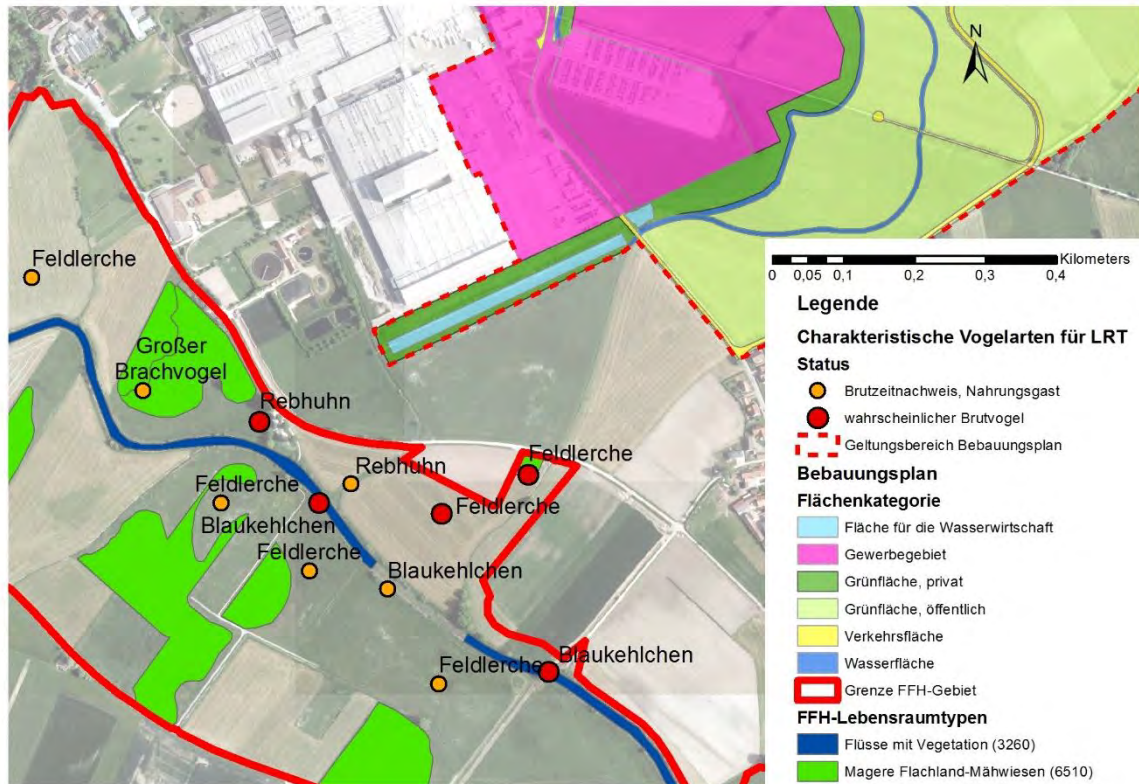 N
Feldlerche
Großer
Brachvogel
Rebhuhn
Rebhuhn
Feldlerche
Feldlerche
Feldlerche
Blaukehlchen
Feldlerche
Blaukehlchen
Feldlerche
Blaukehlchen
Kilometers
0 0,05 0,1 0,2 0,3 0,4
Legende
Charakteristische Vogelarten für LRT
Status
Brutzeitnachweis, Nahrungsgast
wahrscheinlicher Brutvogel
Geltungsbereich Bebauungsplan
Bebauungsplan
Flächenkategorie
Fläche für die Wasserwirtschaft
Gewerbegebiet
Grünfläche, privat
Grünfläche, öffentlich
Verkehrsfläche
Wasserfläche
Grenze FFH-Gebiet
FFH-Lebensraumtypen
Flüsse mit Vegetation (3260)
Magere Flachland-Mähwiesen (6510)